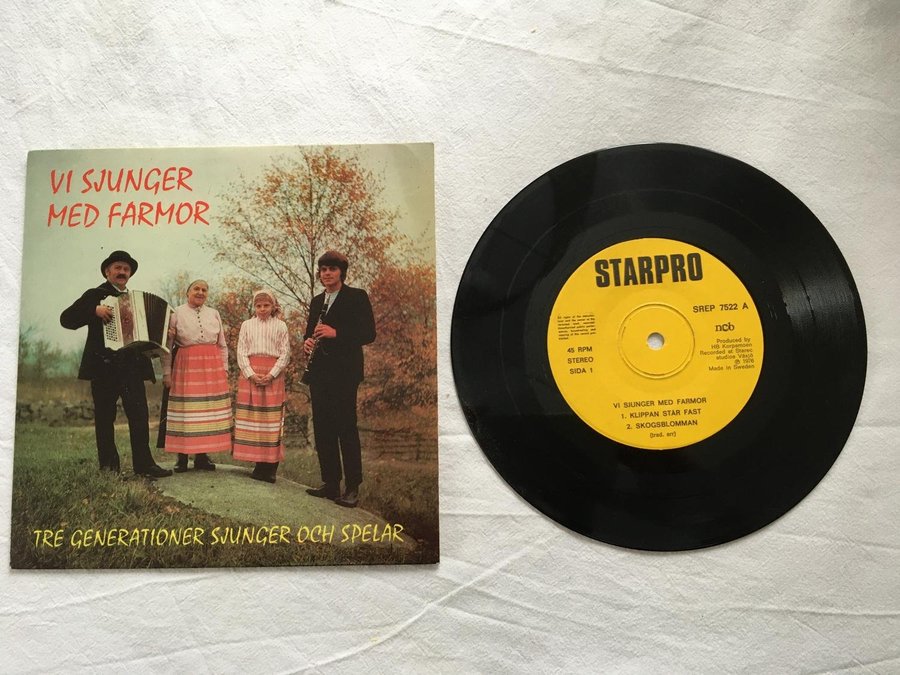 VI SJUNGER
MED FARMOR
TRE GENERATIONER SJUNGER OCH SPELAR
STARPRO
SREP 7522 A
ncb
45 RPM
STEREO
SIDA 1
Produced by
HB Korpamoen
Recorded at Starec
studios Växjö
℗ 1976
Made in Sweden
VI SJUNGER MED FARMOR
1. KLIPPAN STÅR FAST
2. SKOGSBLOMMAN
(trad. arr)